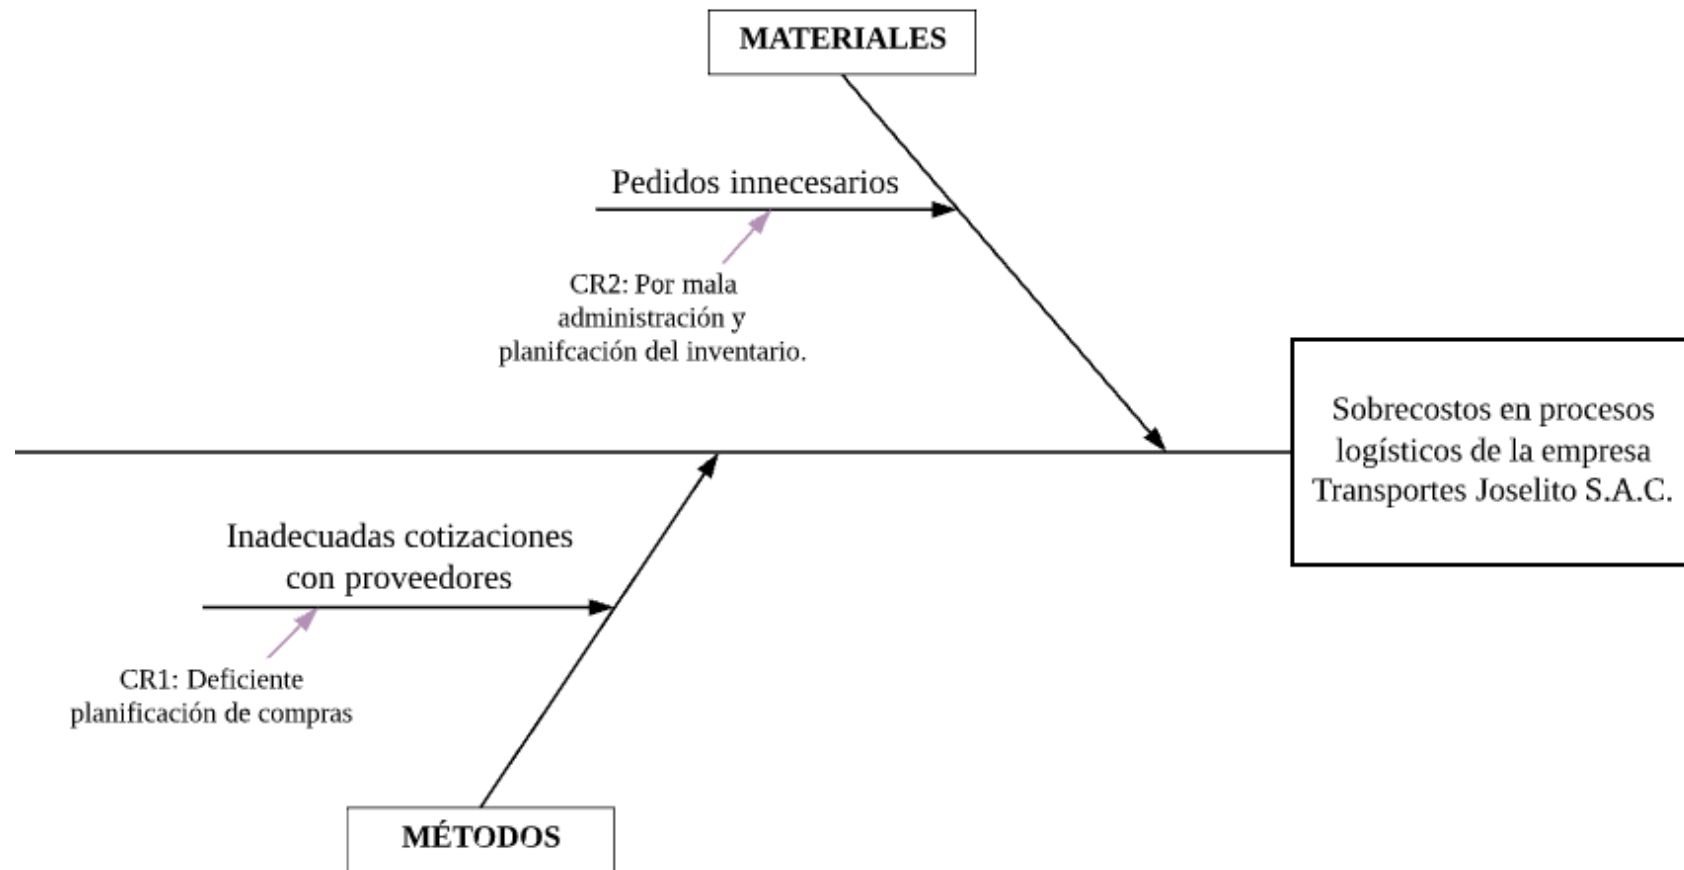 MATERIALES
Pedidos innecesarios
CR2: Por mala
administración y
planifcación del inventario.
Sobrecostos en procesos
logísticos de la empresa
Transportes Joselito S.A.C.
Inadecuadas cotizaciones
con proveedores
CR1: Deficiente
planificación de compras
MÉTODOS